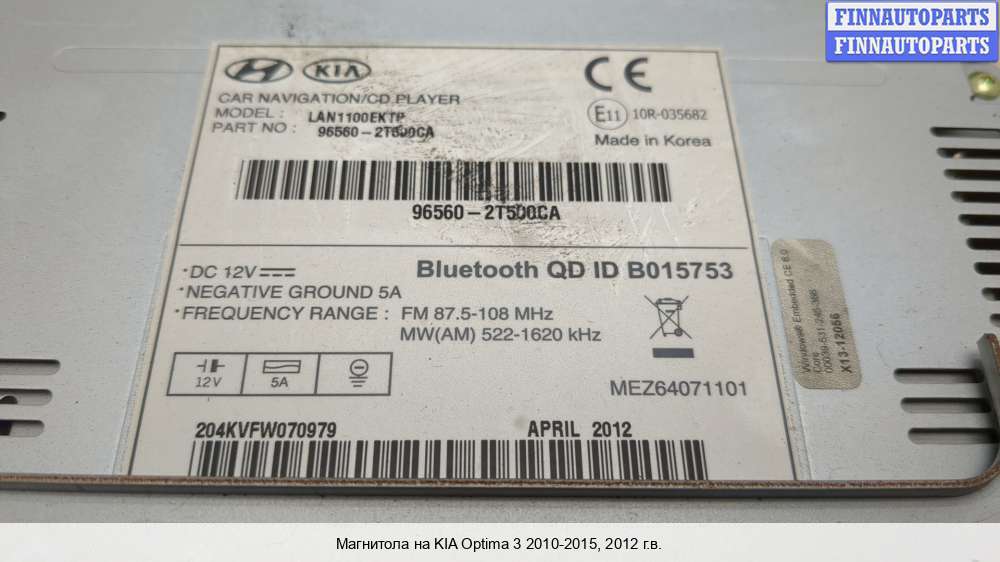 FINNAUTOPARTS
FINNAUTOPARTS
KIA
CE
CAR NAVIGATION/CD PLAYER
MODEL : LAN1100EKTP
PART NO : 96560-2T500CA
E11 10R-035682
Made in Korea
96560-2T500CA
·DC 12V
Bluetooth QD ID B015753
·NEGATIVE GROUND 5A
·FREQUENCY RANGE : FM 87.5-108 MHz
MW(AM) 522-1620 kHz
12V
5A
MEZ64071101
204KVFW070979
APRIL 2012
Windows® Embedded CE 6.0
Core
X13-12056
Магнитола на KIA Optima 3 2010-2015, 2012 г.в.